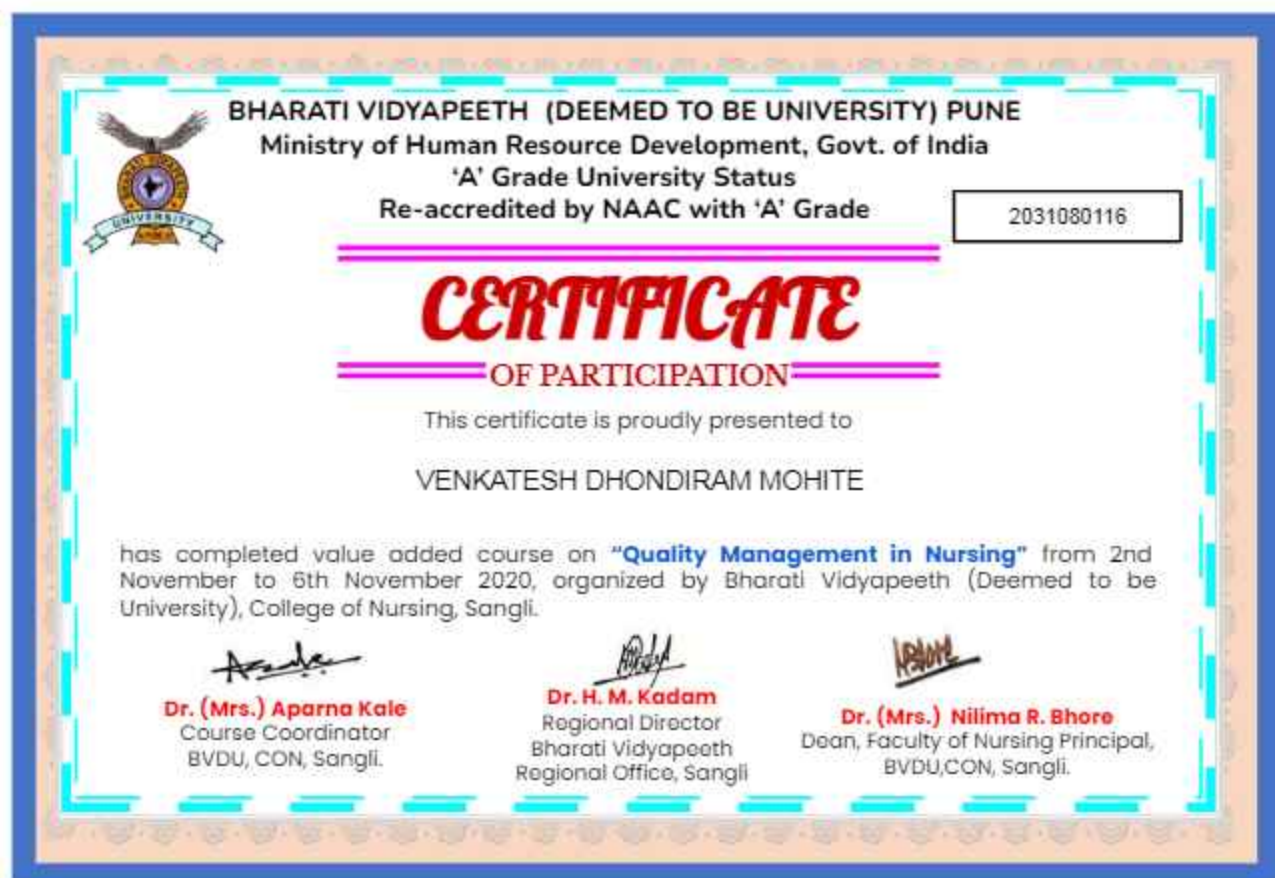 BHARATI VIDYAPEETH (DEEMED TO BE UNIVERSITY) PUNE
Ministry of Human Resource Development, Govt. of India
‘A’ Grade University Status
Re-accredited by NAAC with ‘A’ Grade
2031080116
BHARATI VIDYAPEETH
UNIVERSITY
CERTIFICATE
OF PARTICIPATION
This certificate is proudly presented to
VENKATESH DHONDIRAM MOHITE
has completed value added course on “Quality Management in Nursing” from 2nd
November to 6th November 2020, organized by Bharati Vidyapeeth (Deemed to be
University), College of Nursing, Sangli.
Dr. (Mrs.) Aparna Kale
Course Coordinator
BVDU, CON, Sangli.
Dr. H. M. Kadam
Regional Director
Bharati Vidyapeeth
Regional Office, Sangli
Dr. (Mrs.) Nilima R. Bhore
Dean, Faculty of Nursing Principal,
BVDU,CON, Sangli.